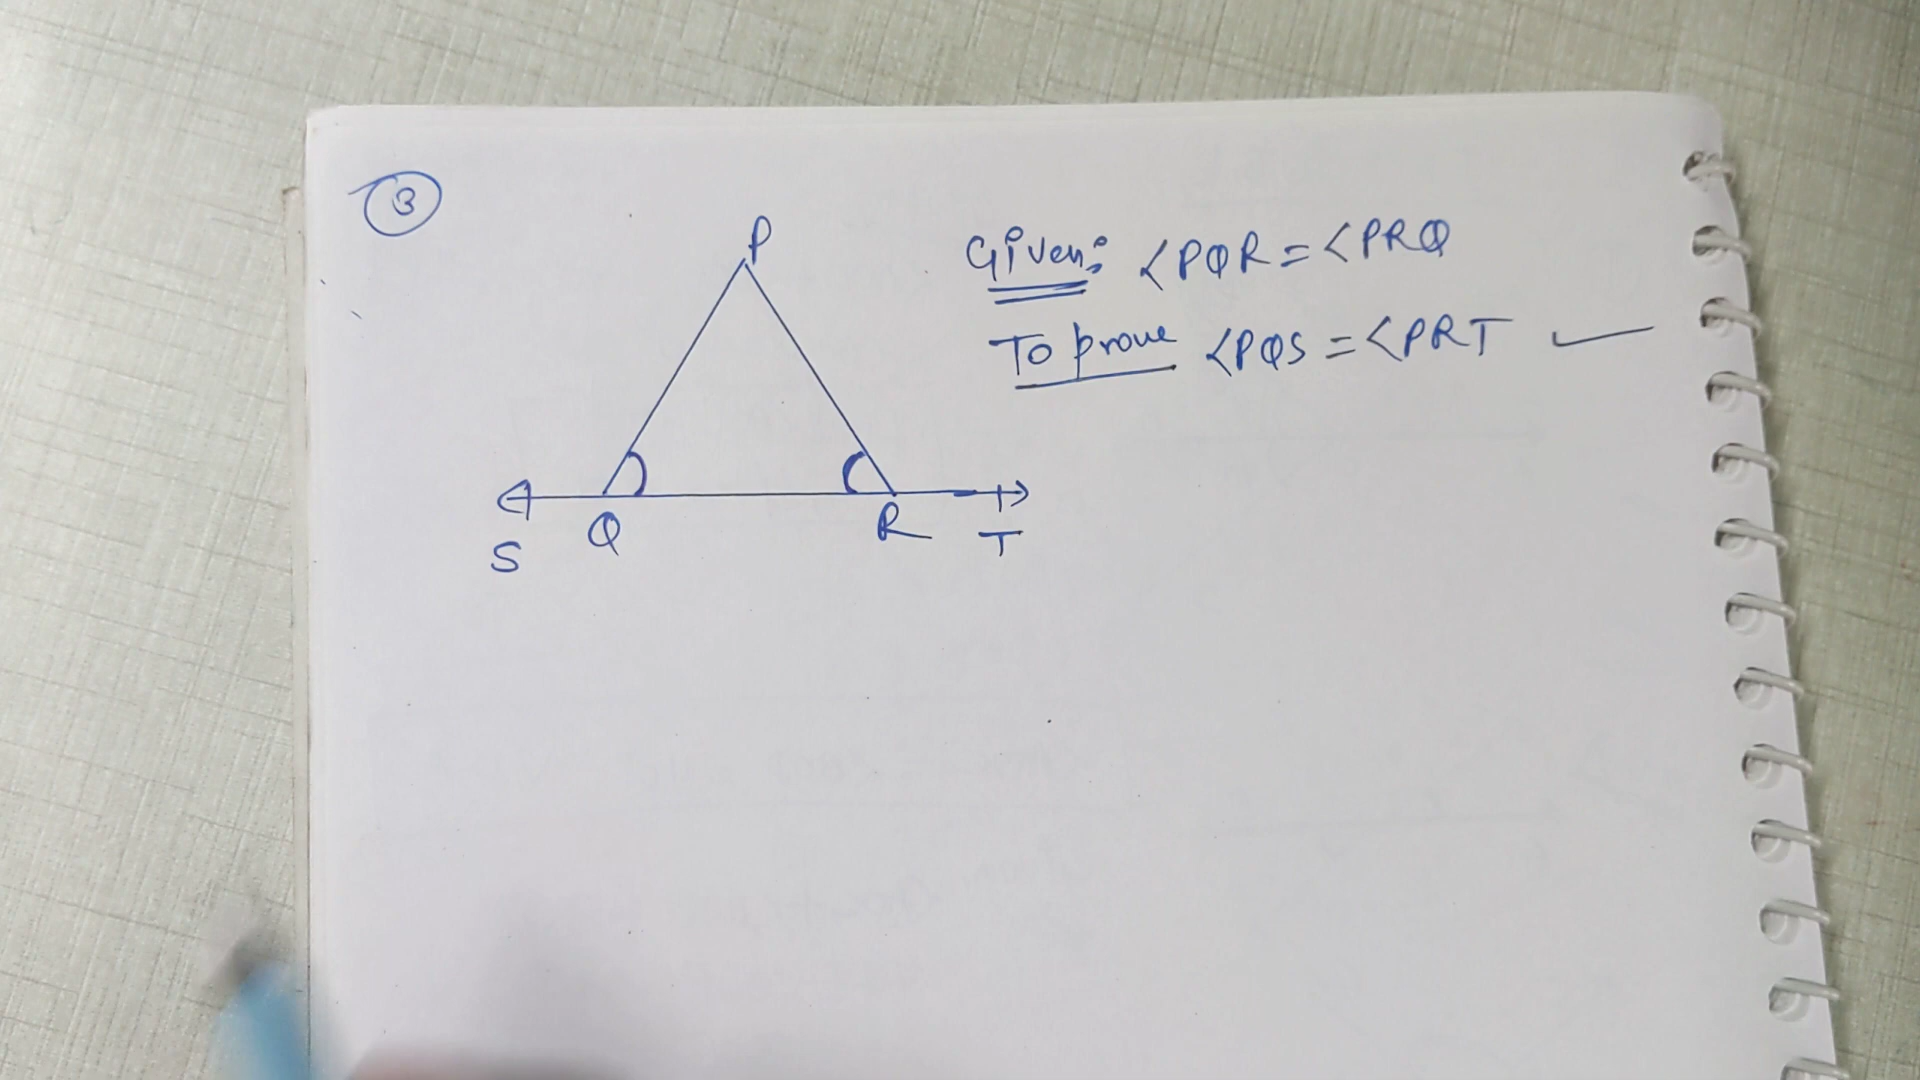 3
P
Given: ∠PQR = ∠PRQ
To prove ∠PQS = ∠PRT
S Q R T